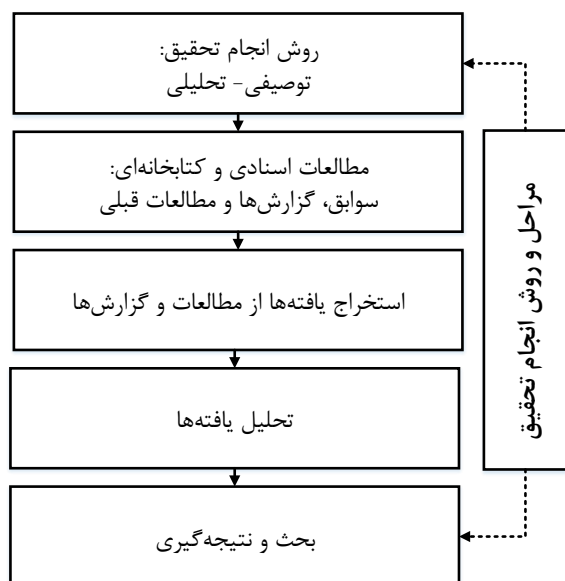 روش انجام تحقیق:
توصیفی- تحلیلی
مطالعات اسنادی و کتابخانه‌ای:
سوابق، گزارش‌ها و مطالعات قبلی
استخراج یافته‌ها از مطالعات و گزارش‌ها
تحلیل یافته‌ها
بحث و نتیجه‌گیری
مراحل و روش انجام تحقیق